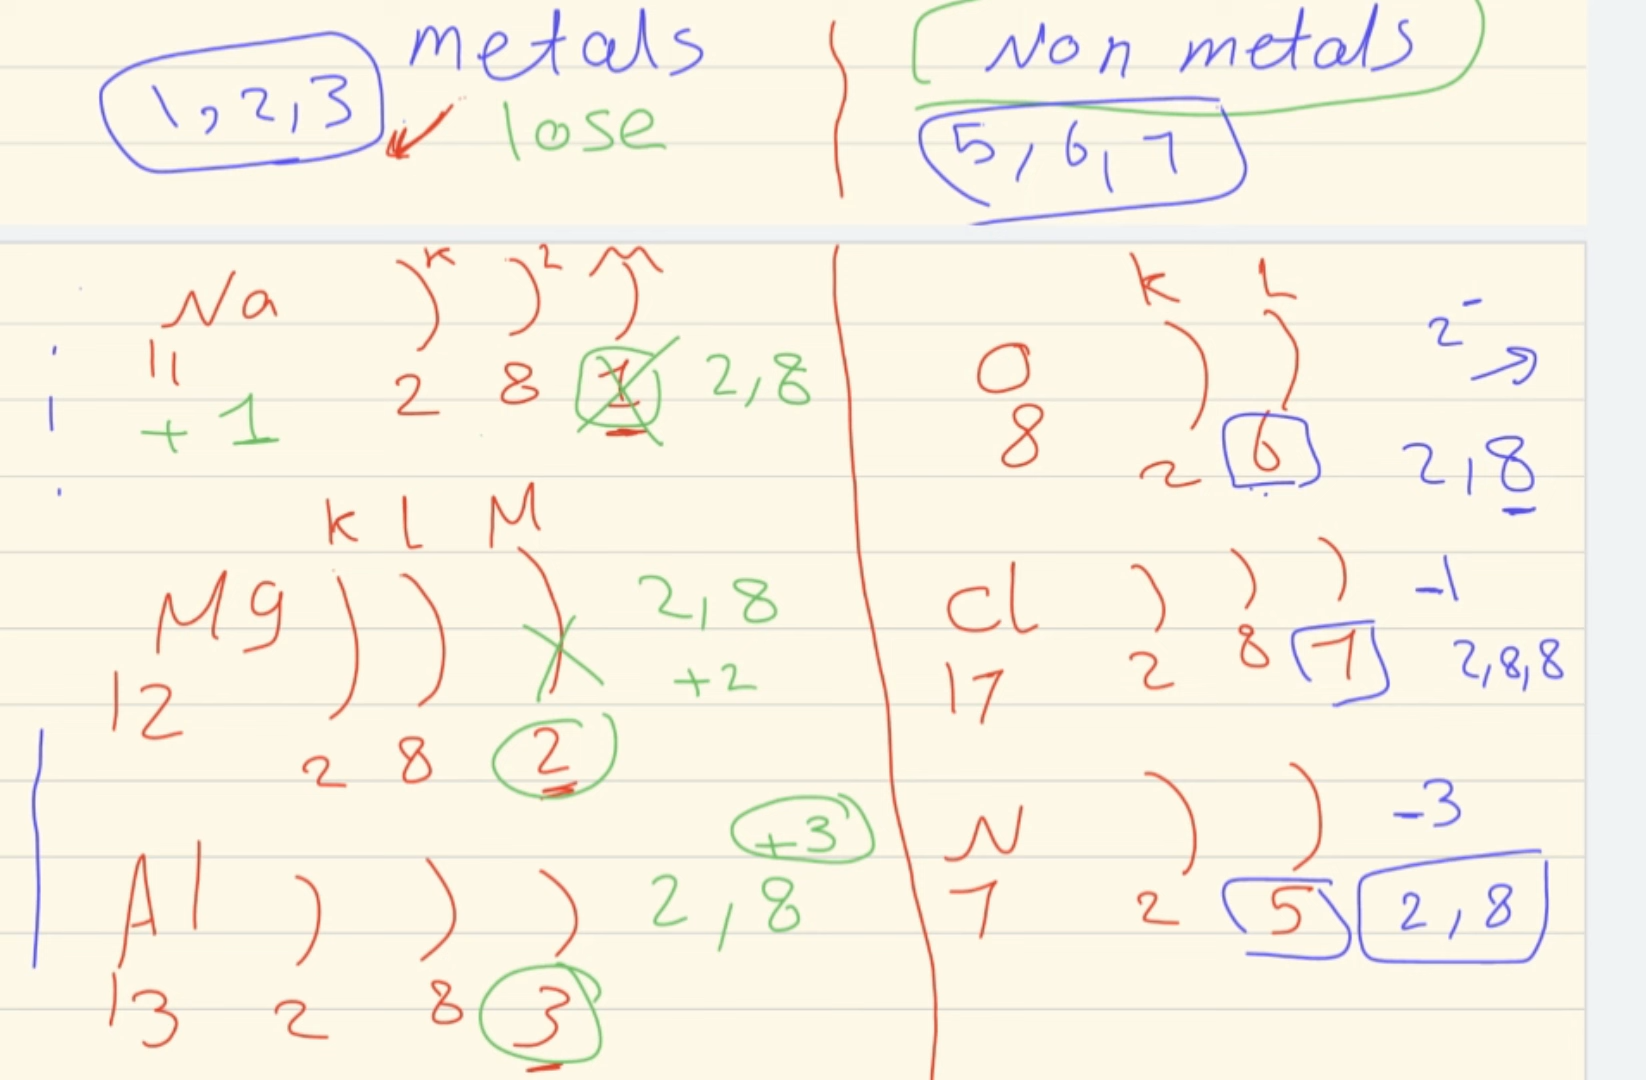 metals
1, 2, 3
lose
Non metals
5, 6, 7
Na K 2 M
11 2 8 1 2,8
+1
K L M
Mg 2,8
12 +2
2 8 2
+3
Al 2,8
13 2 8 3
K L
O 2-
8 2 6 2,8
Cl -1
17 2 8 7 2,8,8
N -3
7 2 5 2,8